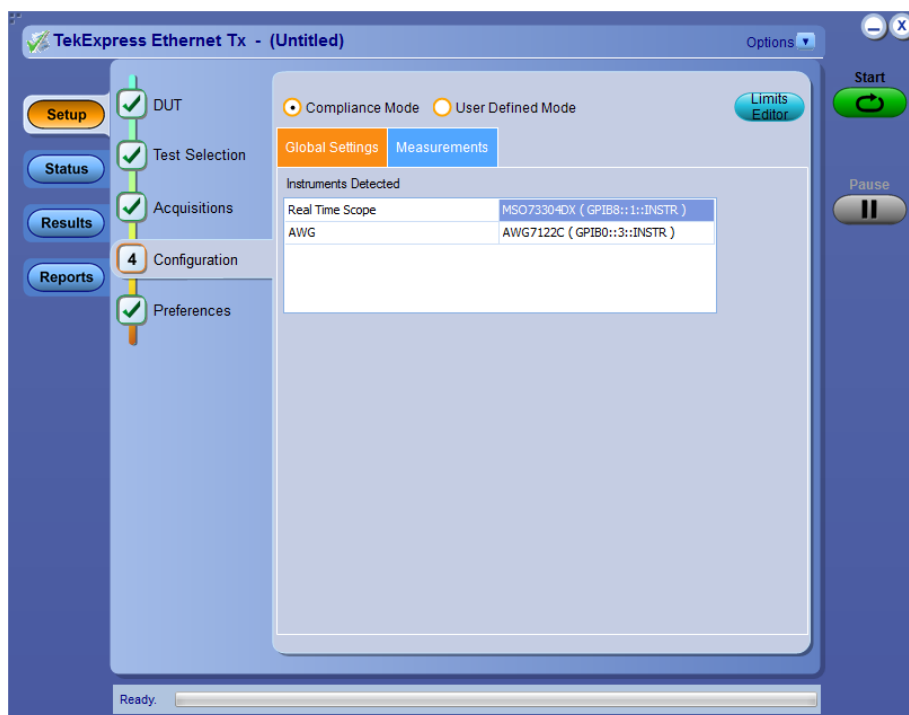 TekExpress Ethernet Tx - (Untitled)
Options
X
Start
Pause
Setup
Status
Results
Reports
DUT
Test Selection
Acquisitions
4 Configuration
Preferences
Compliance Mode User Defined Mode
Limits
Editor
Global Settings Measurements
Instruments Detected
Real Time Scope MSO73304DX ( GPIB8::1::INSTR )
AWG AWG7122C ( GPIB0::3::INSTR )
Ready.